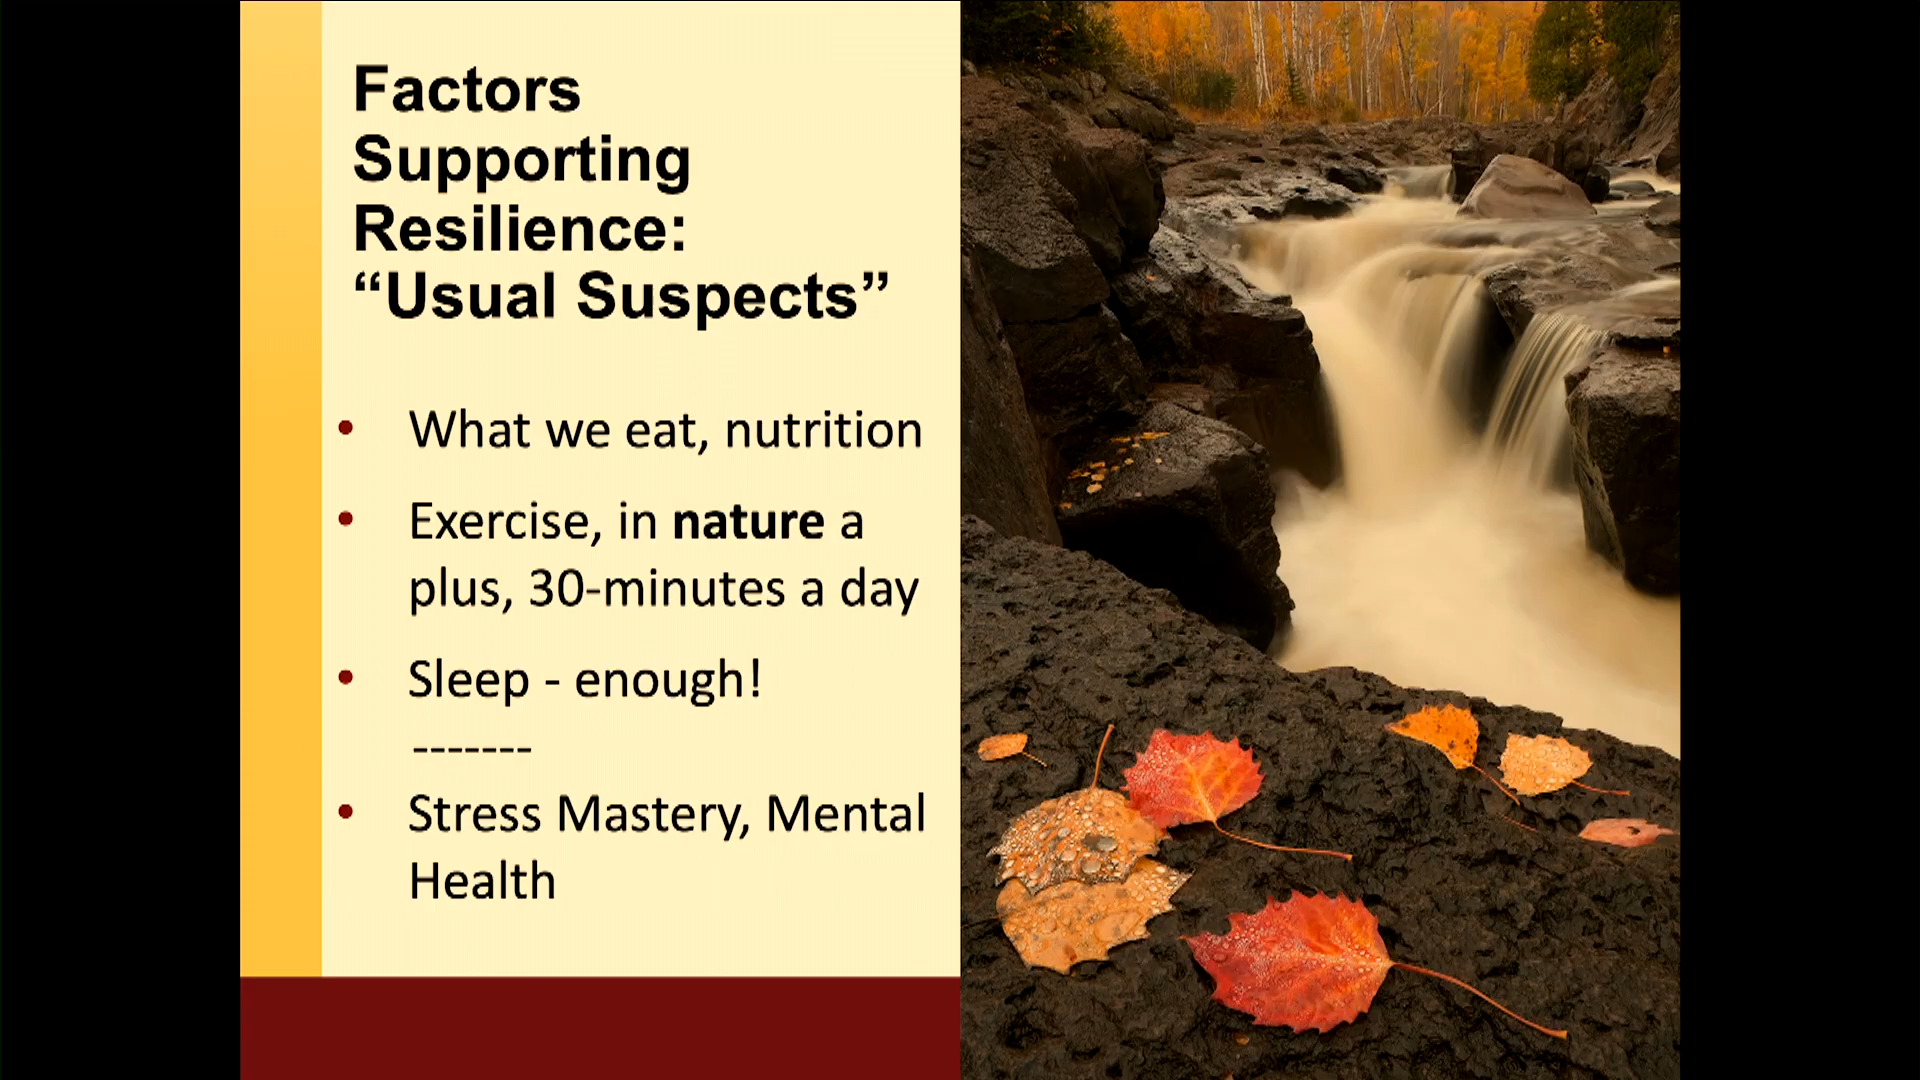 Factors
Supporting
Resilience:
“Usual Suspects”
• What we eat, nutrition
• Exercise, in nature a
plus, 30-minutes a day
• Sleep - enough!
-------
• Stress Mastery, Mental
Health